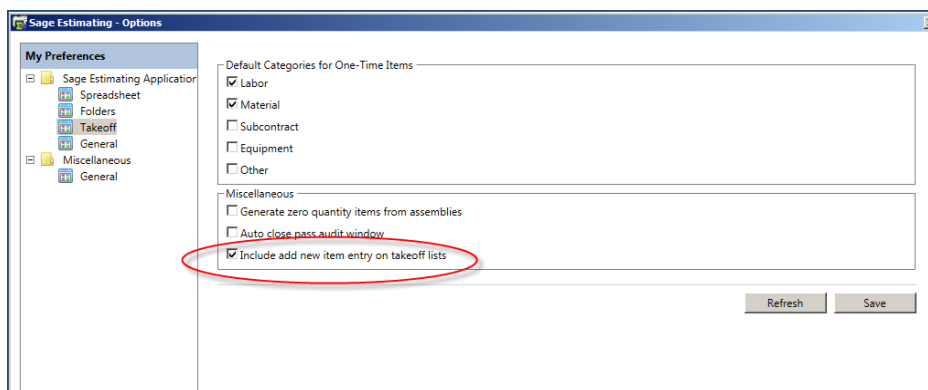 Sage Estimating - Options
My Preferences
Sage Estimating Application
Spreadsheet
Folders
Takeoff
General
Miscellaneous
General
Default Categories for One-Time Items
Labor
Material
Subcontract
Equipment
Other
Miscellaneous
Generate zero quantity items from assemblies
Auto close pass audit window
Include add new item entry on takeoff lists
Refresh
Save